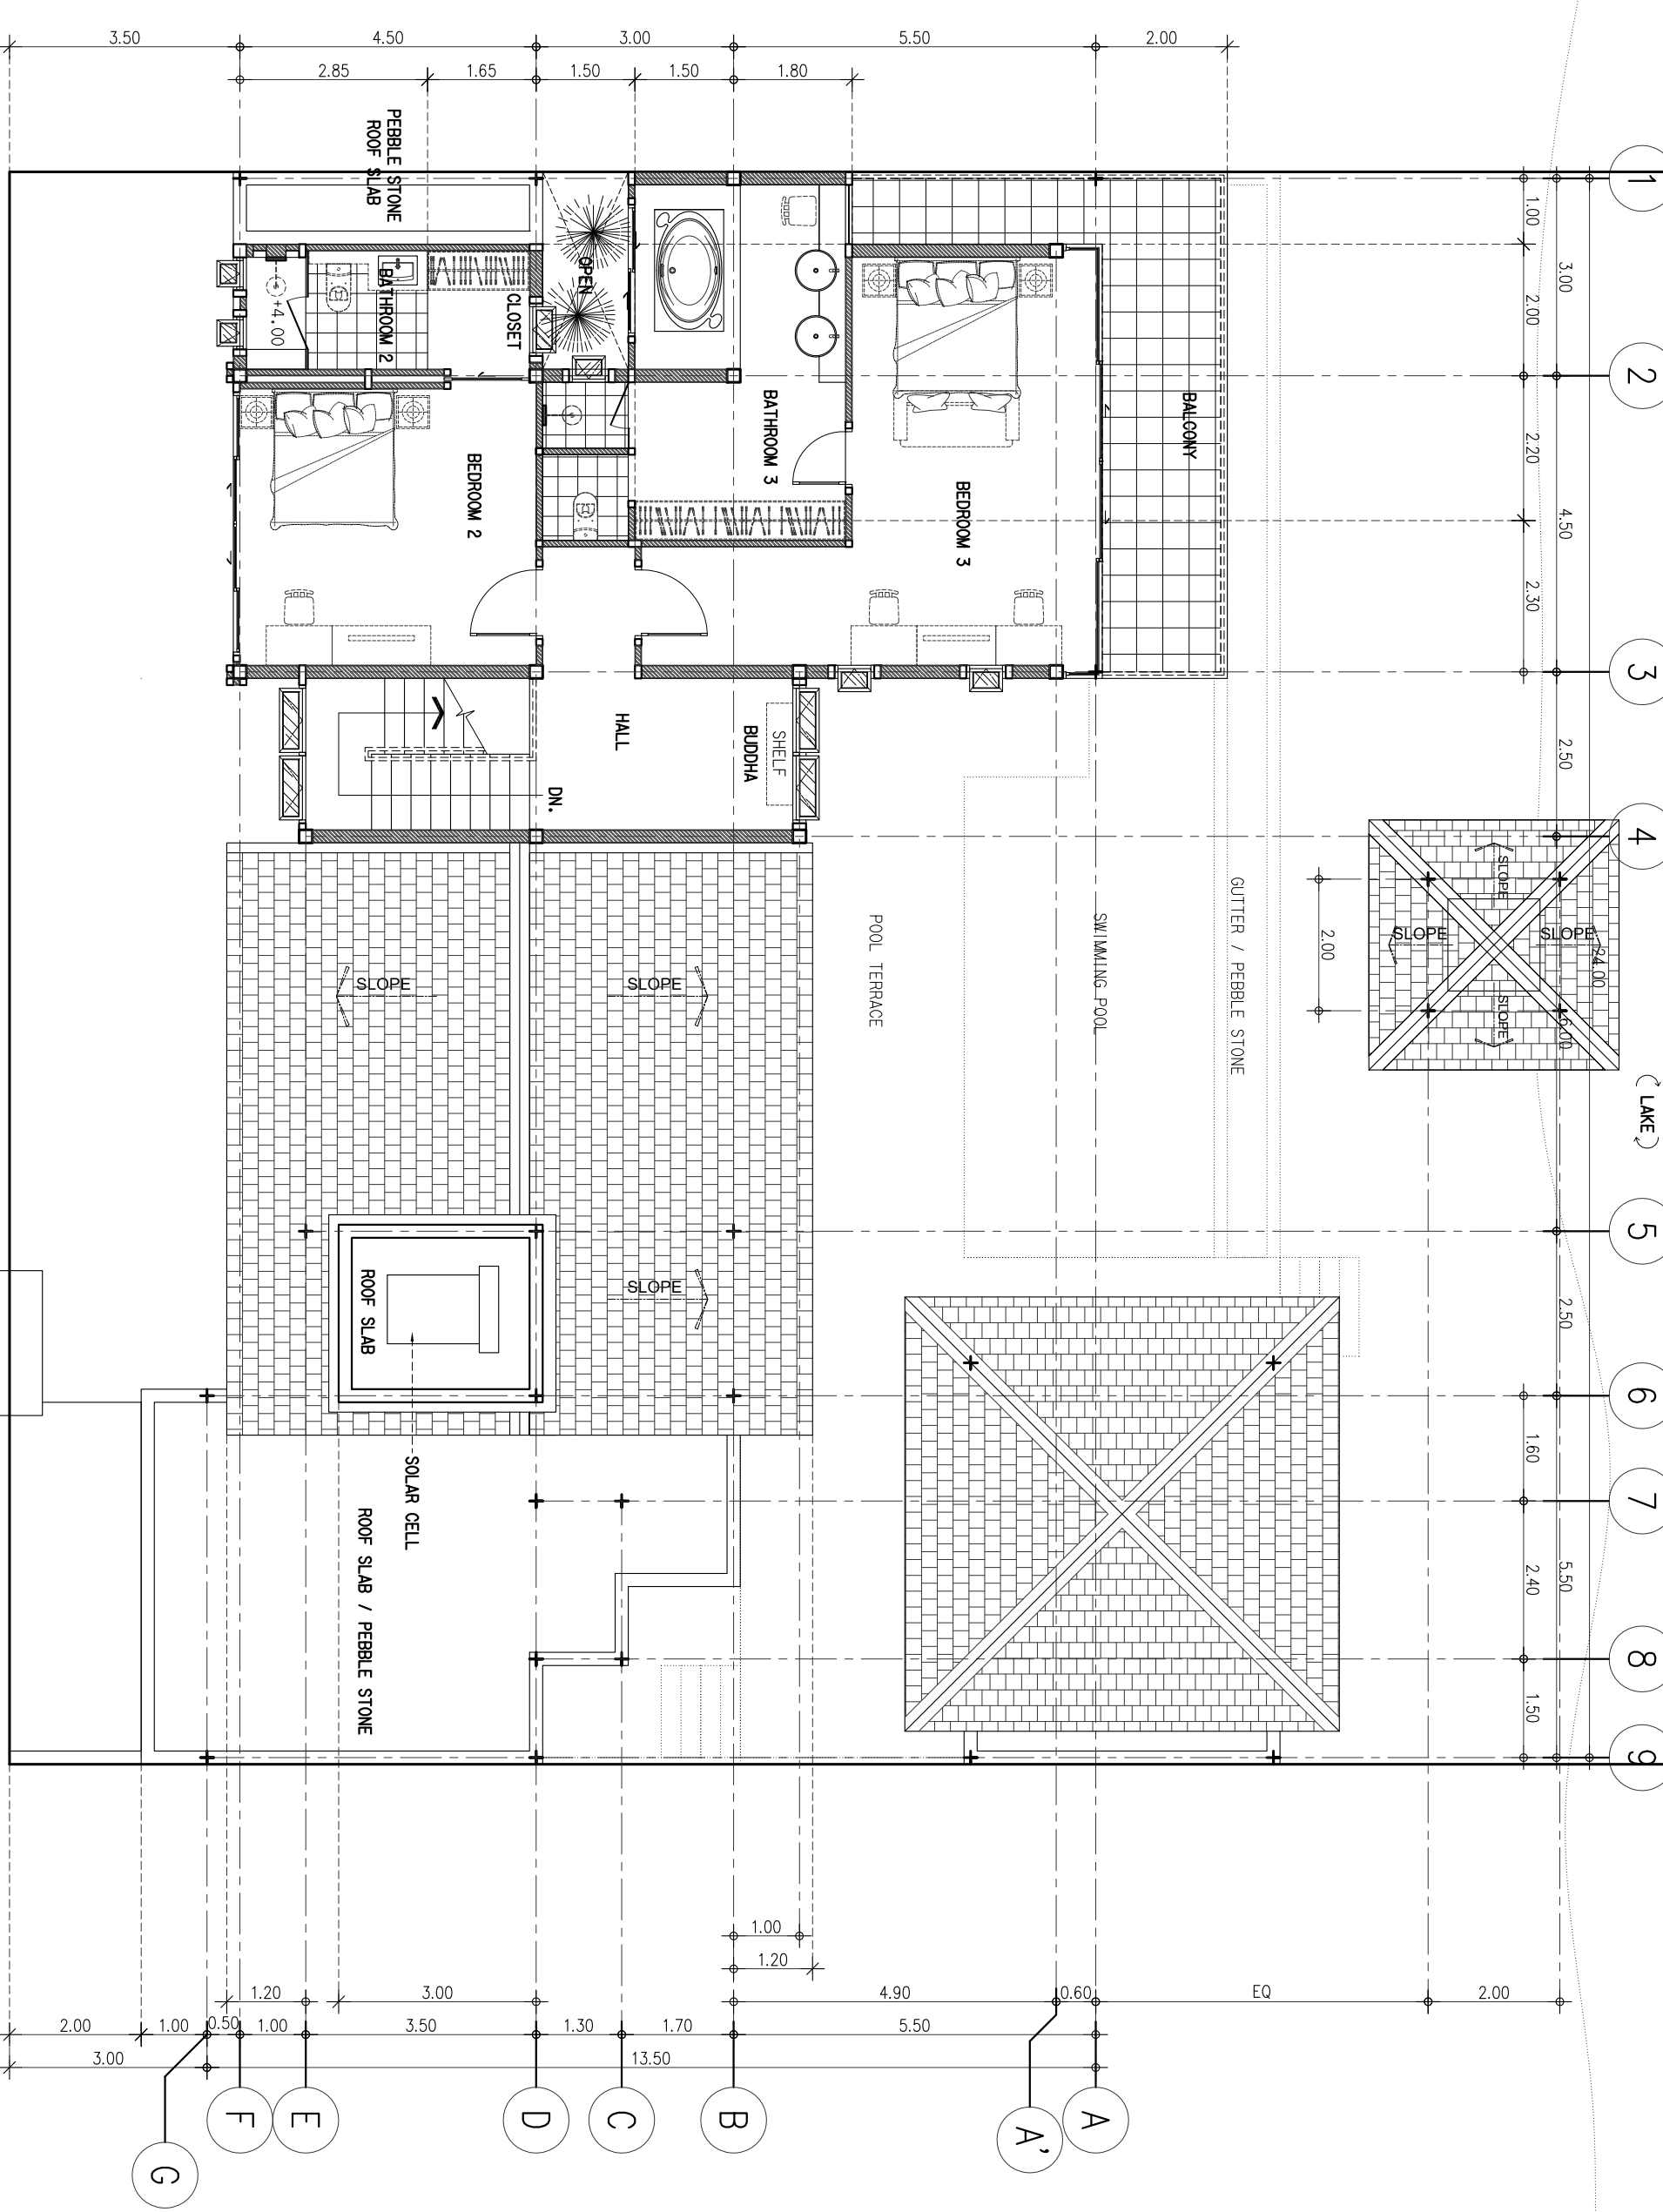 3.50
4.50
3.00
5.50
2.00
2.85
1.65
1.50
1.50
1.80
1
2
3
4
5
6
7
8
9
1.00
3.00
2.00
2.20
4.50
2.30
2.50
24.00
6.00
2.50
1.60
5.50
2.40
1.50
PEBBLE STONE
ROOF SLAB
OPEN
BATHROOM 2
CLOSET
+4.00
BATHROOM 3
BEDROOM 2
BEDROOM 3
BALCONY
HALL
BUDDHA
SHELF
DN.
POOL TERRACE
SWIMMING POOL
GUTTER / PEBBLE STONE
SLOPE
SLOPE
SLOPE
SLOPE
2.00
LAKE
SLOPE
SLOPE
SLOPE
ROOF SLAB
SOLAR CELL
ROOF SLAB / PEBBLE STONE
1.00
1.20
1.20
3.00
4.90
0.60
EQ
2.00
2.00
1.00
0.50
1.00
3.50
1.30
1.70
5.50
3.00
13.50
G
F
E
D
C
B
A'
A